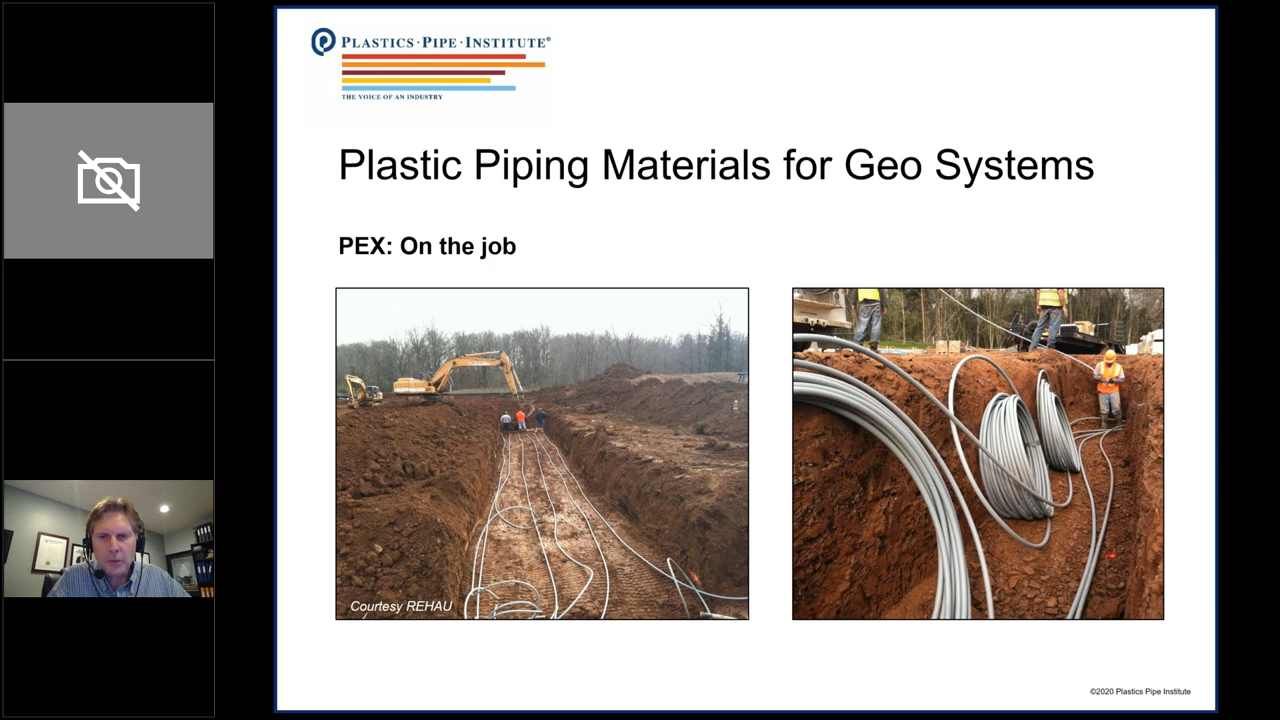 PLASTICS·PIPE·INSTITUTE®
THE VOICE OF AN INDUSTRY
Plastic Piping Materials for Geo Systems
PEX: On the job
Courtesy REHAU
©2020 Plastics Pipe Institute